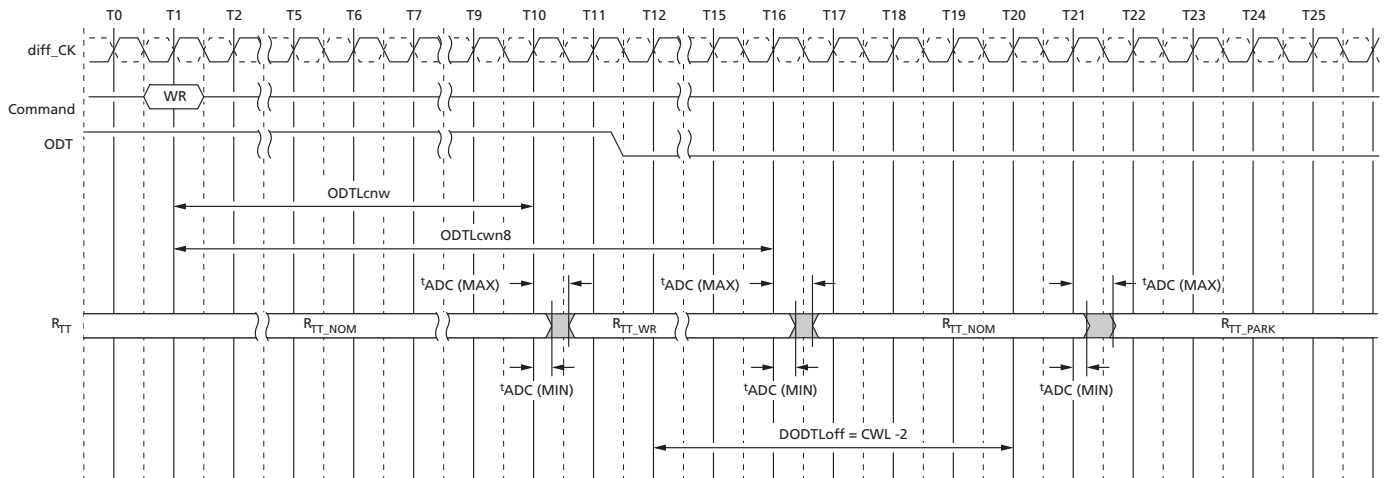 T0 T1 T2 T5 T6 T7 T9 T10 T11 T12 T15 T16 T17 T18 T19 T20 T21 T22 T23 T24 T25
diff_CK
WR
Command
ODT
ODTLcnw
ODTLcwn8
tADC (MAX) tADC (MAX) tADC (MAX)
RTT RTT_NOM RTT_WR RTT_NOM RTT_PARK
tADC (MIN) tADC (MIN) tADC (MIN)
DODTLoff = CWL -2